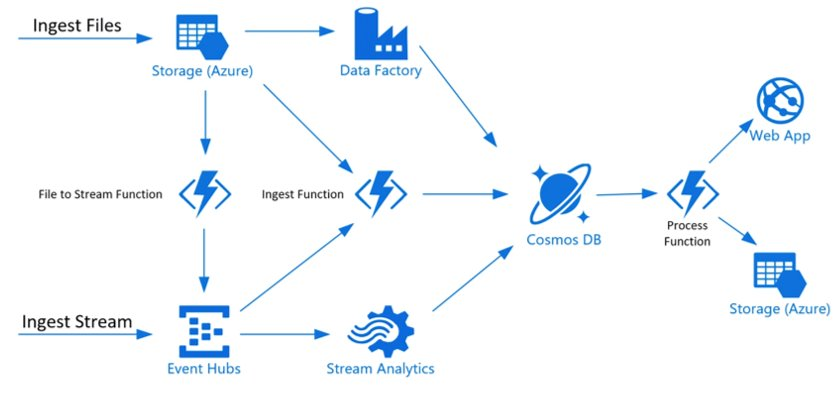 Ingest Files
Storage (Azure)
Data Factory
Web App
File to Stream Function
Ingest Function
Cosmos DB
Process
Function
Storage (Azure)
Ingest Stream
Event Hubs
Stream Analytics